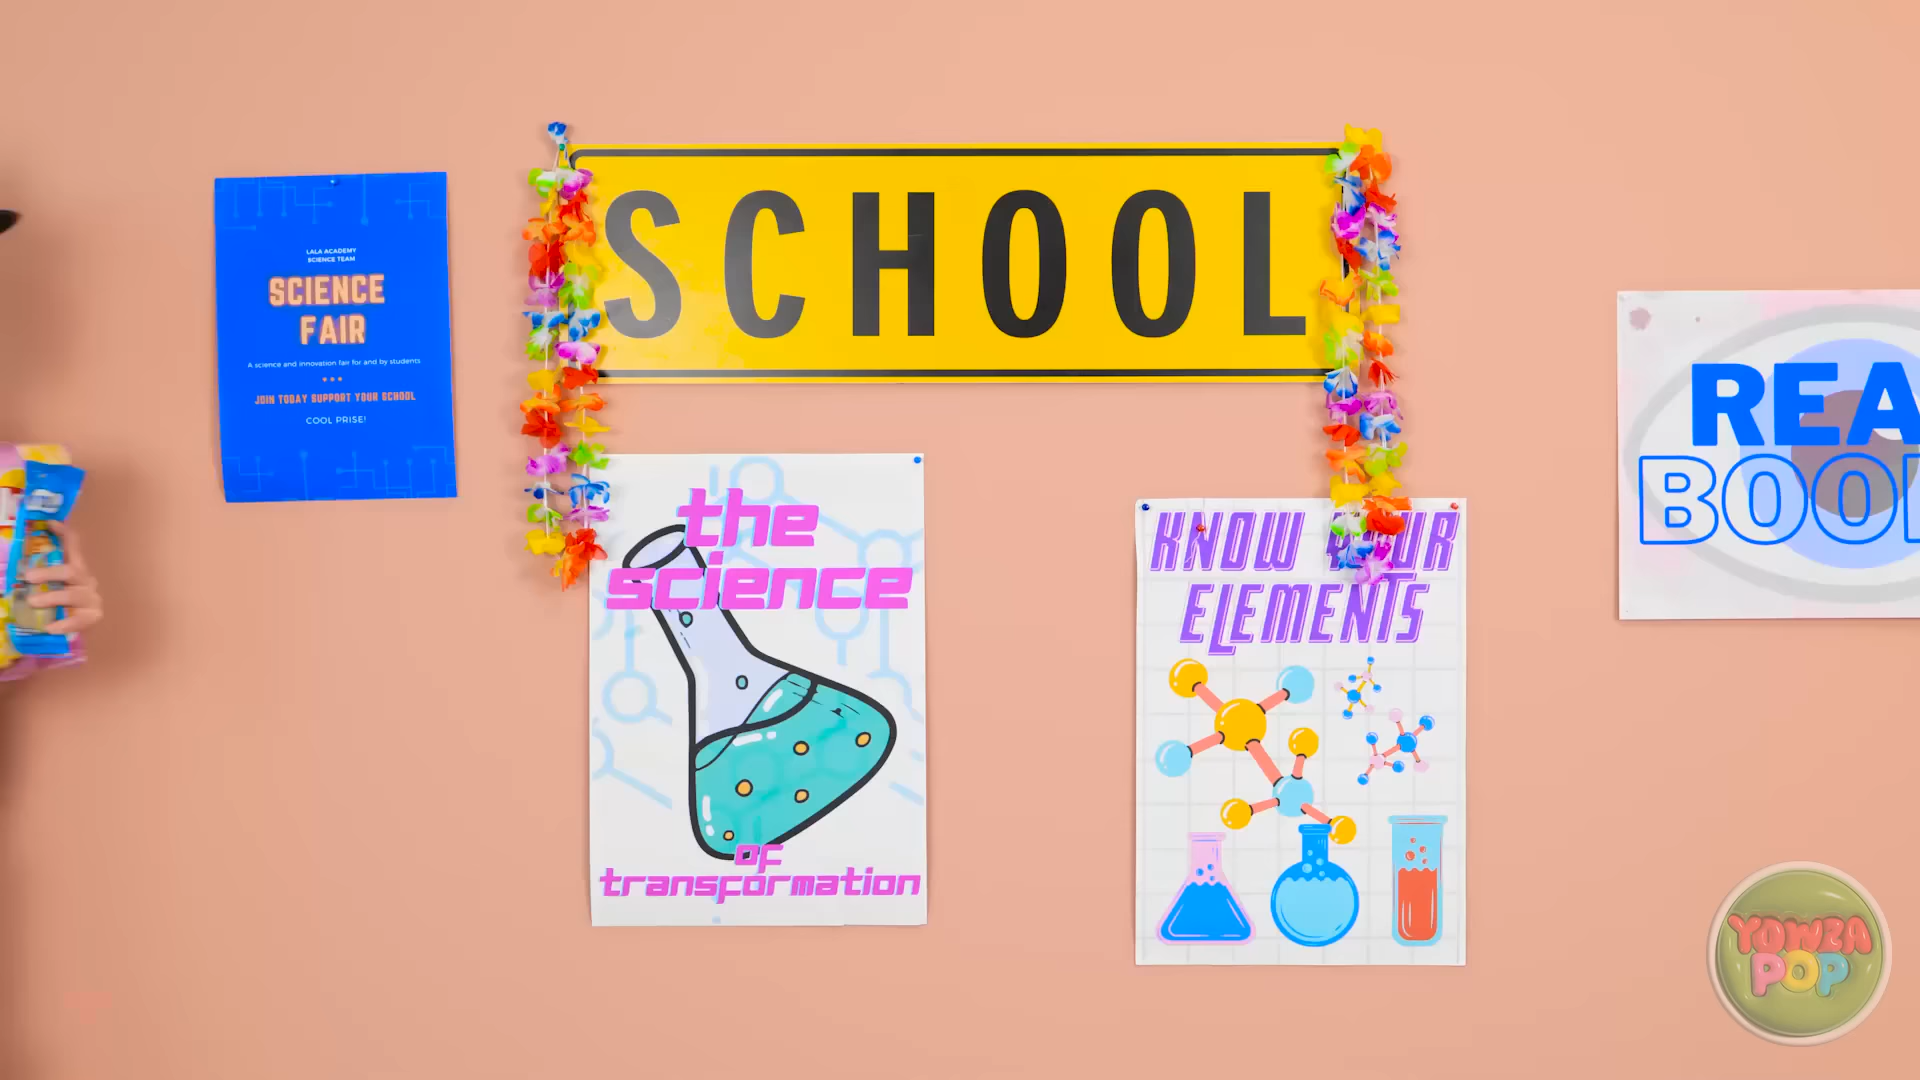 LALA ACADEMY
SCIENCE TEAM
SCIENCE
FAIR
A science and innovation fair for and by students
JOIN TODAY SUPPORT YOUR SCHOOL
COOL PRISE!
SCHOOL
the
science
of
transformation
KNOW YOUR
ELEMENTS
REA
BOO
YOWZA
POP